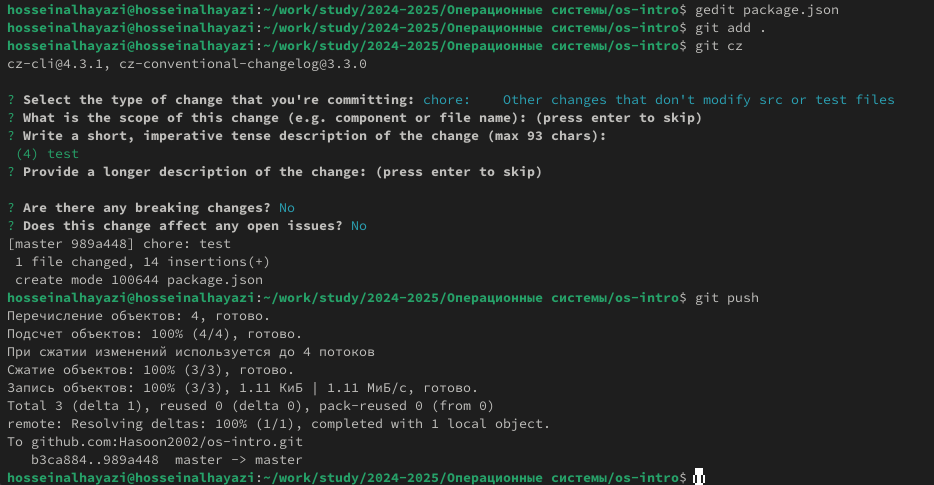 hosseinalhayazi@hosseinalhayazi:~/work/study/2024-2025/Операционные системы/os-intro$ gedit package.json
hosseinalhayazi@hosseinalhayazi:~/work/study/2024-2025/Операционные системы/os-intro$ git add .
hosseinalhayazi@hosseinalhayazi:~/work/study/2024-2025/Операционные системы/os-intro$ git cz
cz-cli@4.3.1, cz-conventional-changelog@3.3.0
? Select the type of change that you're committing: chore:    Other changes that don't modify src or test files
? What is the scope of this change (e.g. component or file name): (press enter to skip)
? Write a short, imperative tense description of the change (max 93 chars):
 (4) test
? Provide a longer description of the change: (press enter to skip)
? Are there any breaking changes? No
? Does this change affect any open issues? No
[master 989a448] chore: test
 1 file changed, 14 insertions(+)
 create mode 100644 package.json
hosseinalhayazi@hosseinalhayazi:~/work/study/2024-2025/Операционные системы/os-intro$ git push
Перечисление объектов: 4, готово.
Подсчет объектов: 100% (4/4), готово.
При сжатии изменений используется до 4 потоков
Сжатие объектов: 100% (3/3), готово.
Запись объектов: 100% (3/3), 1.11 КиБ | 1.11 МиБ/с, готово.
Total 3 (delta 1), reused 0 (delta 0), pack-reused 0 (from 0)
remote: Resolving deltas: 100% (1/1), completed with 1 local object.
To github.com:Hasoon2002/os-intro.git
   b3ca884..989a448  master -> master
hosseinalhayazi@hosseinalhayazi:~/work/study/2024-2025/Операционные системы/os-intro$